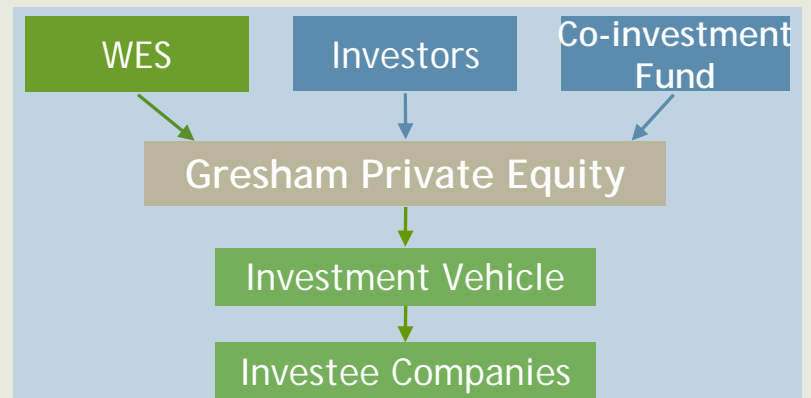 WES
Investors
Co-investment
Fund
Gresham Private Equity
Investment Vehicle
Investee Companies